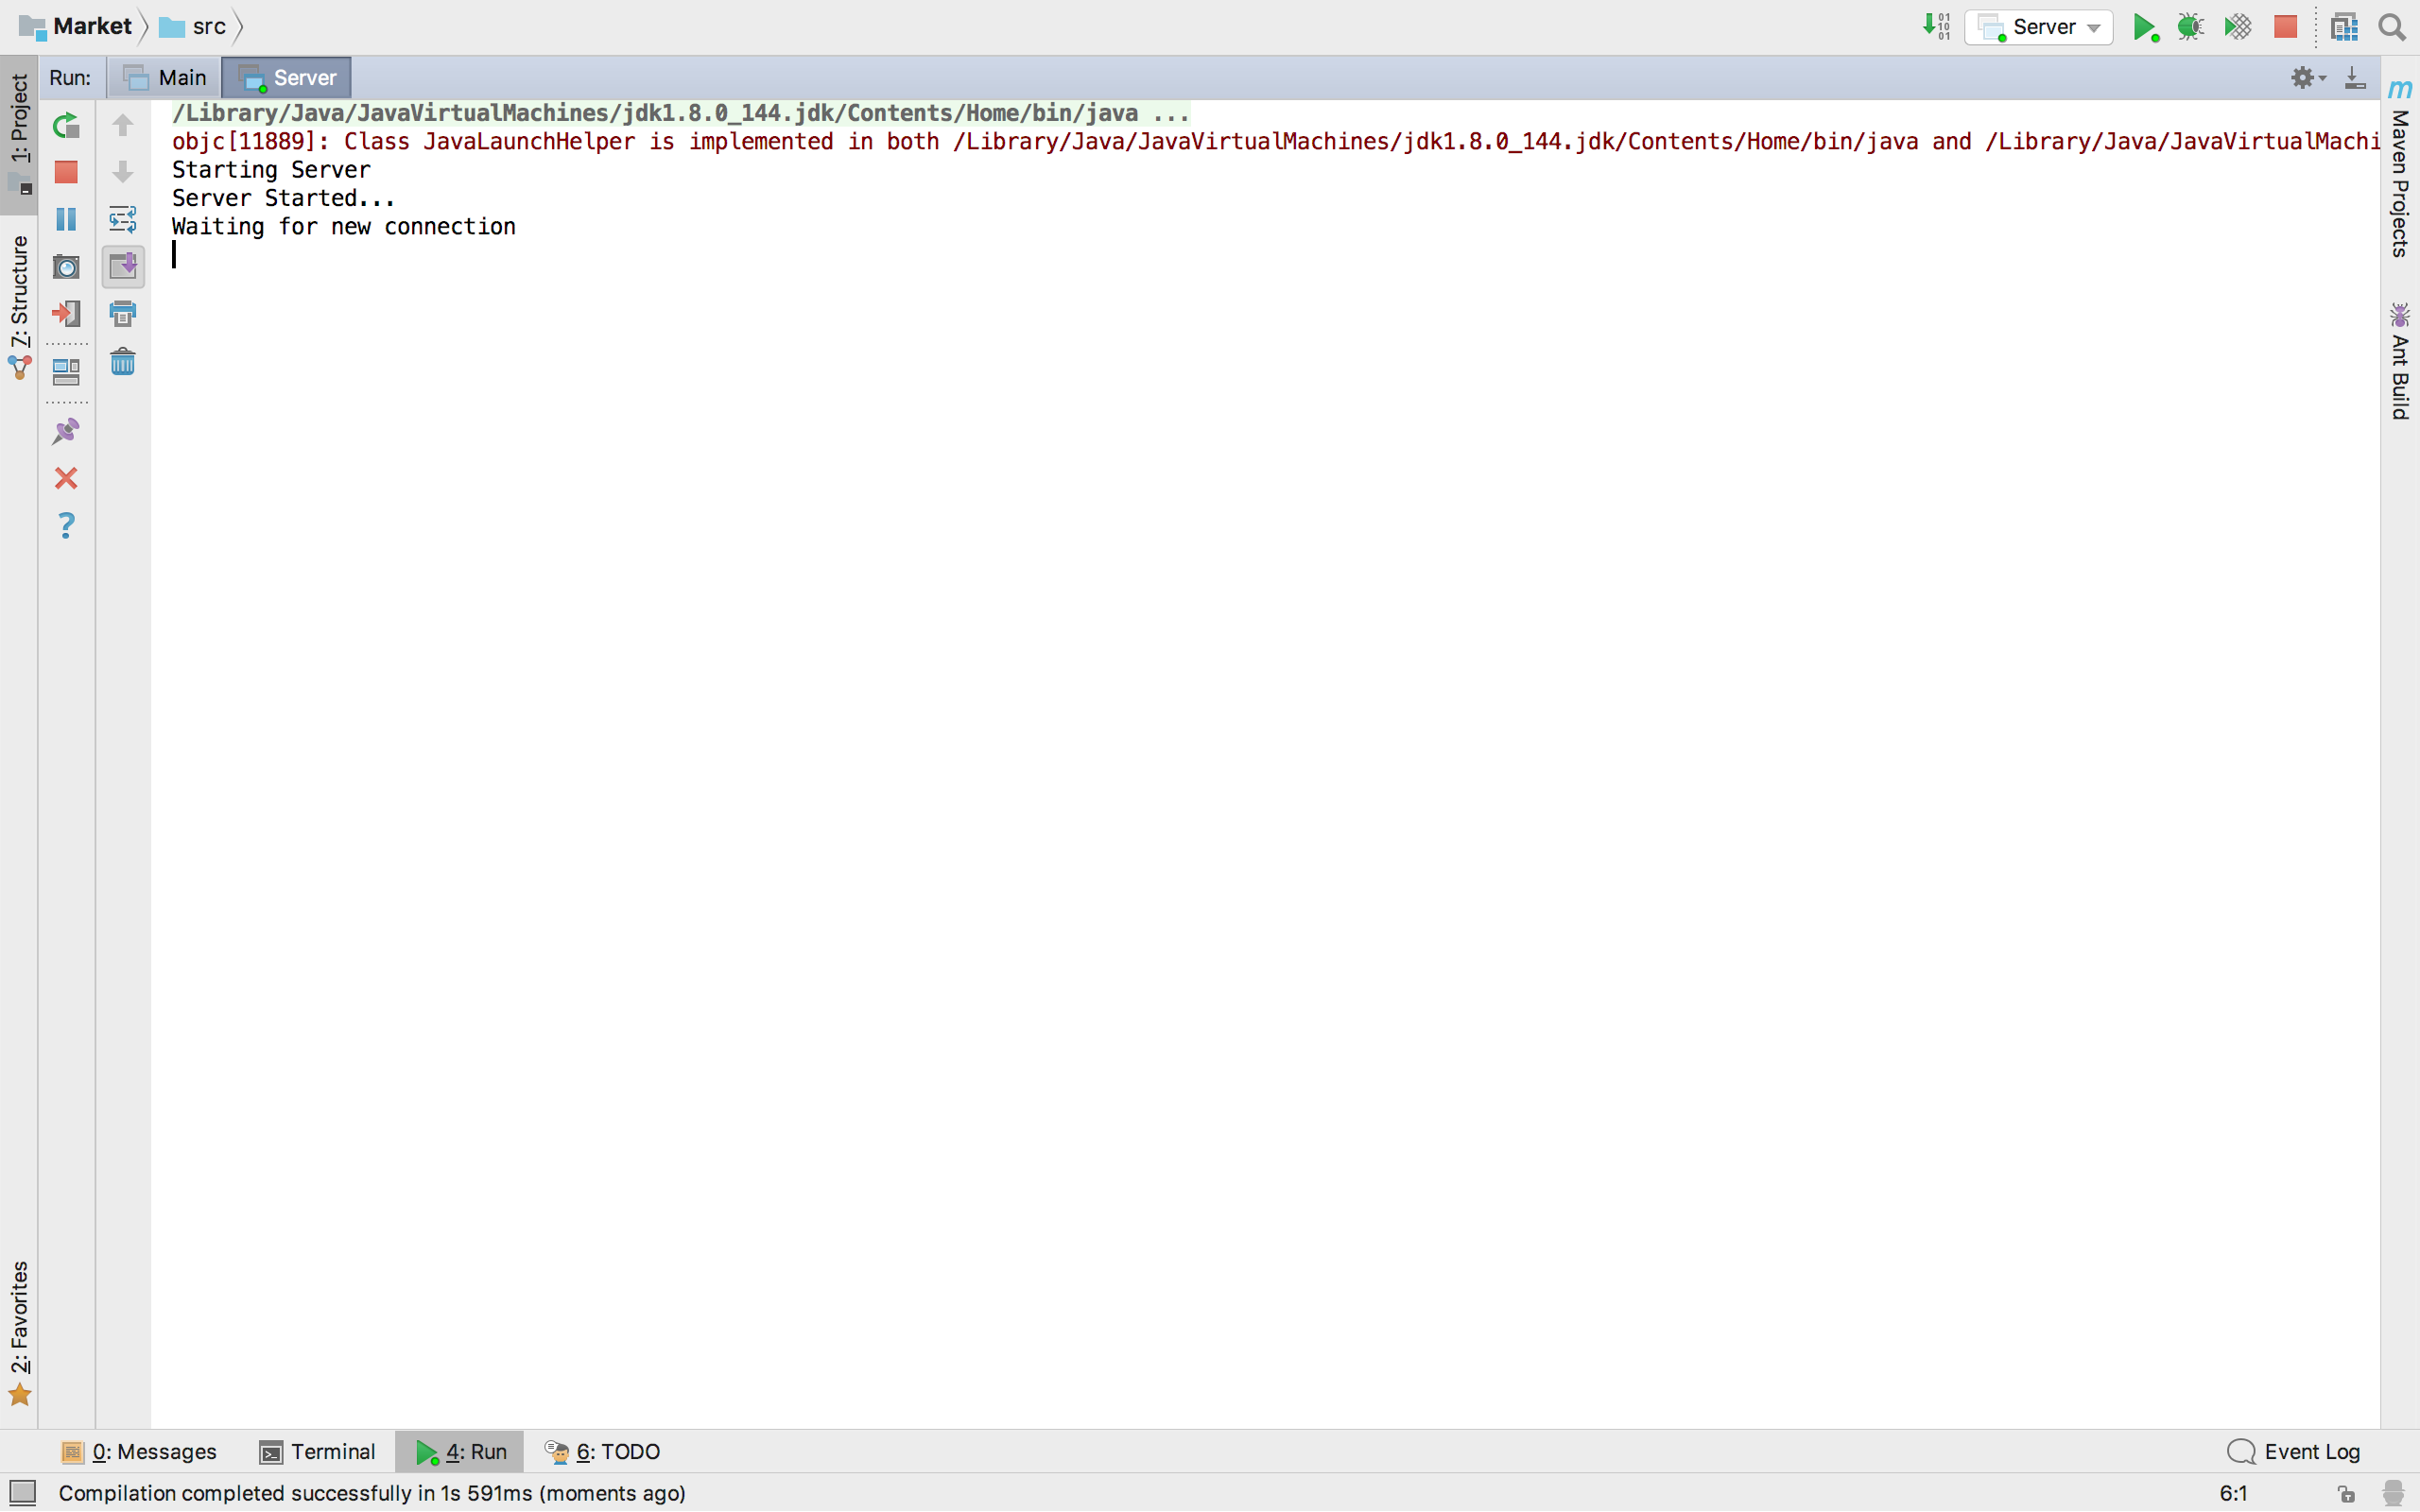 Market src
Server
Run: Main Server
/Library/Java/JavaVirtualMachines/jdk1.8.0_144.jdk/Contents/Home/bin/java ...
objc[11889]: Class JavaLaunchHelper is implemented in both /Library/Java/JavaVirtualMachines/jdk1.8.0_144.jdk/Contents/Home/bin/java and /Library/Java/JavaVirtualMachi
Starting Server
Server Started...
Waiting for new connection
1: Project
7: Structure
2: Favorites
m Maven Projects
Ant Build
0: Messages Terminal 4: Run 6: TODO Event Log
Compilation completed successfully in 1s 591ms (moments ago) 6:1